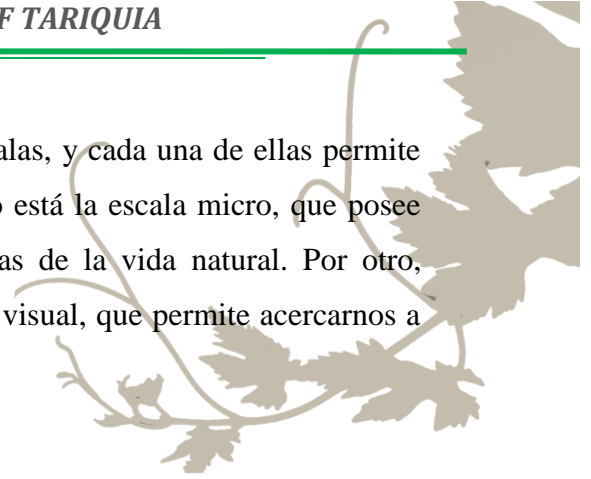 F TARIQUIA
alas, y cada una de ellas permite
está la escala micro, que posee
as de la vida natural. Por otro,
visual, que permite acercarnos a